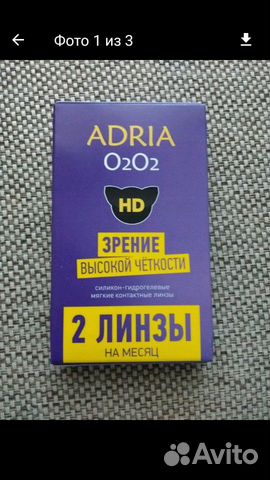 Фото 1 из 3
ADRIA
O2O2
HD
ЗРЕНИЕ
ВЫСОКОЙ ЧЁТКОСТИ
СИЛИКОН-ГИДРОГЕЛЕВЫЕ
МЯГКИЕ КОНТАКТНЫЕ ЛИНЗЫ
2 ЛИНЗЫ
НА МЕСЯЦ
Avito